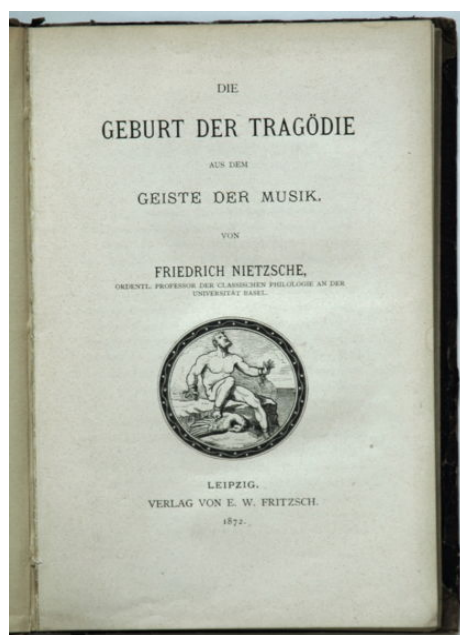 DIE
GEBURT DER TRAGÖDIE
AUS DEM
GEISTE DER MUSIK.
VON
FRIEDRICH NIETZSCHE,
ORDENTL. PROFESSOR DER CLASSISCHEN PHILOLOGIE AN DER
UNIVERSITÄT BASEL.
LEIPZIG.
VERLAG VON E. W. FRITZSCH.
1872.